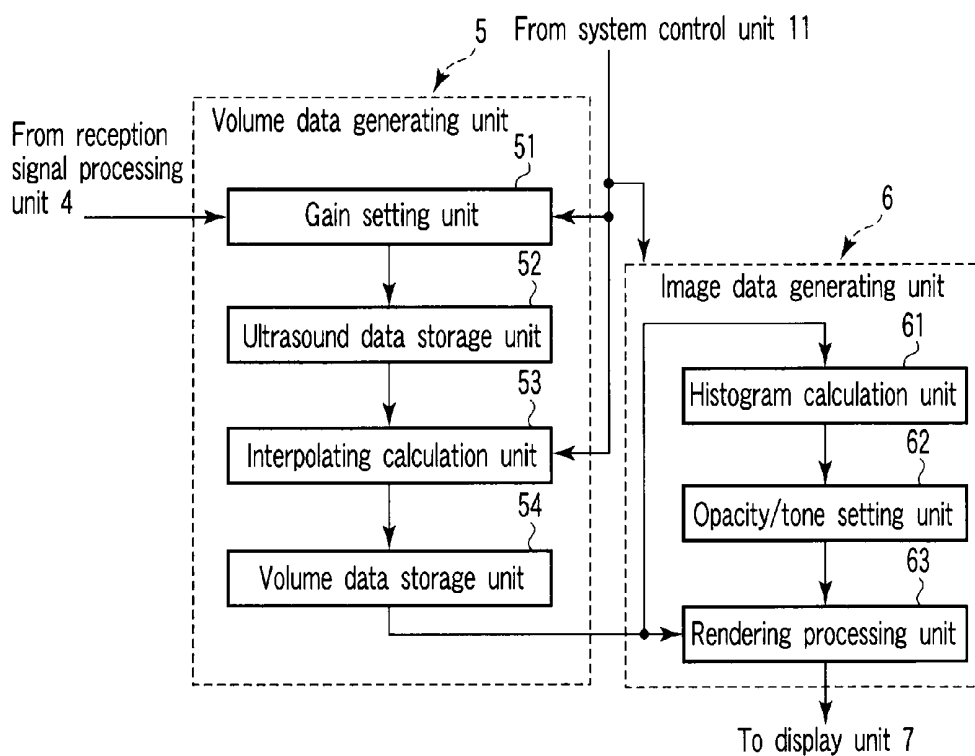 5
From system control unit 11
Volume data generating unit
From reception
signal processing
unit 4
51
Gain setting unit
52
Ultrasound data storage unit
53
Interpolating calculation unit
54
Volume data storage unit
6
Image data generating unit
61
Histogram calculation unit
62
Opacity/tone setting unit
63
Rendering processing unit
To display unit 7